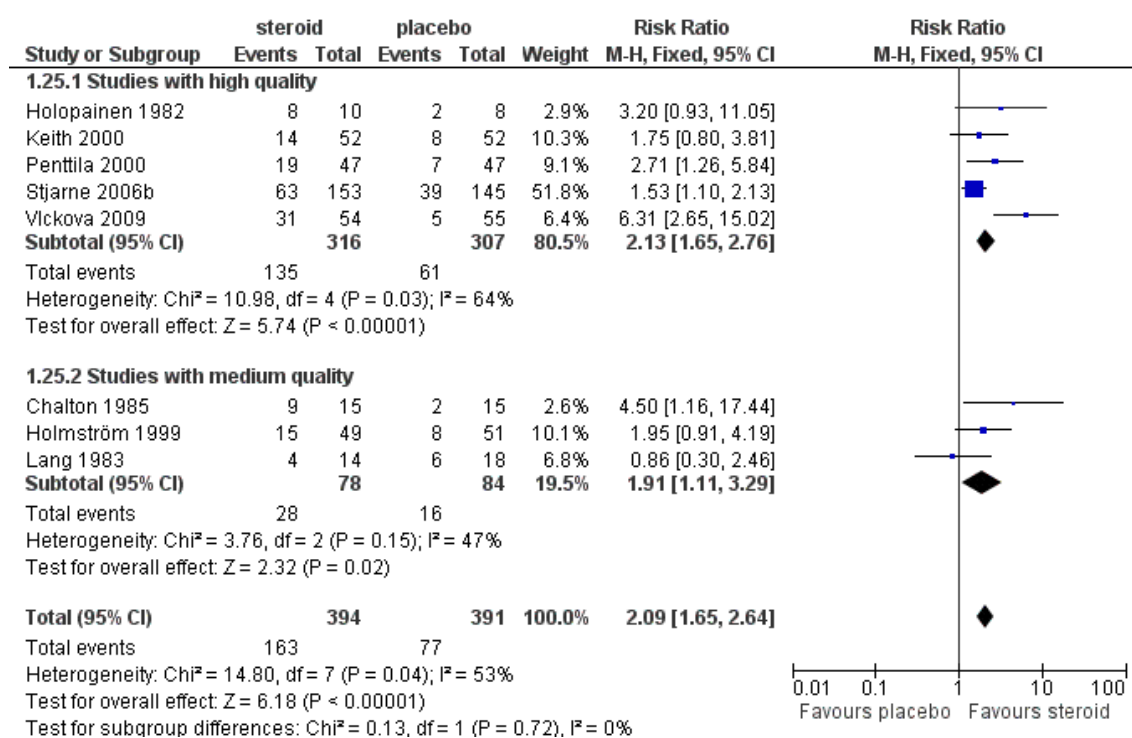 steroid placebo Risk Ratio Risk Ratio
Study or Subgroup Events Total Events Total Weight M-H, Fixed, 95% CI M-H, Fixed, 95% CI
1.25.1 Studies with high quality
Holopainen 1982 8 10 2 8 2.9% 3.20 [0.93, 11.05]
Keith 2000 14 52 8 52 10.3% 1.75 [0.80, 3.81]
Penttila 2000 19 47 7 47 9.1% 2.71 [1.26, 5.84]
Stjarne 2006b 63 153 39 145 51.8% 1.53 [1.10, 2.13]
Vlckova 2009 31 54 5 55 6.4% 6.31 [2.65, 15.02]
Subtotal (95% CI) 316 307 80.5% 2.13 [1.65, 2.76]
Total events 135 61
Heterogeneity: Chi² = 10.98, df = 4 (P = 0.03); I² = 64%
Test for overall effect: Z = 5.74 (P < 0.00001)
1.25.2 Studies with medium quality
Chalton 1985 9 15 2 15 2.6% 4.50 [1.16, 17.44]
Holmström 1999 15 49 8 51 10.1% 1.95 [0.91, 4.19]
Lang 1983 4 14 6 18 6.8% 0.86 [0.30, 2.46]
Subtotal (95% CI) 78 84 19.5% 1.91 [1.11, 3.29]
Total events 28 16
Heterogeneity: Chi² = 3.76, df = 2 (P = 0.15); I² = 47%
Test for overall effect: Z = 2.32 (P = 0.02)
Total (95% CI) 394 391 100.0% 2.09 [1.65, 2.64]
Total events 163 77
Heterogeneity: Chi² = 14.80, df = 7 (P = 0.04); I² = 53%
Test for overall effect: Z = 6.18 (P < 0.00001)
Test for subgroup differences: Chi² = 0.13, df = 1 (P = 0.72), I² = 0%
0.01 0.1 1 10 100
Favours placebo Favours steroid